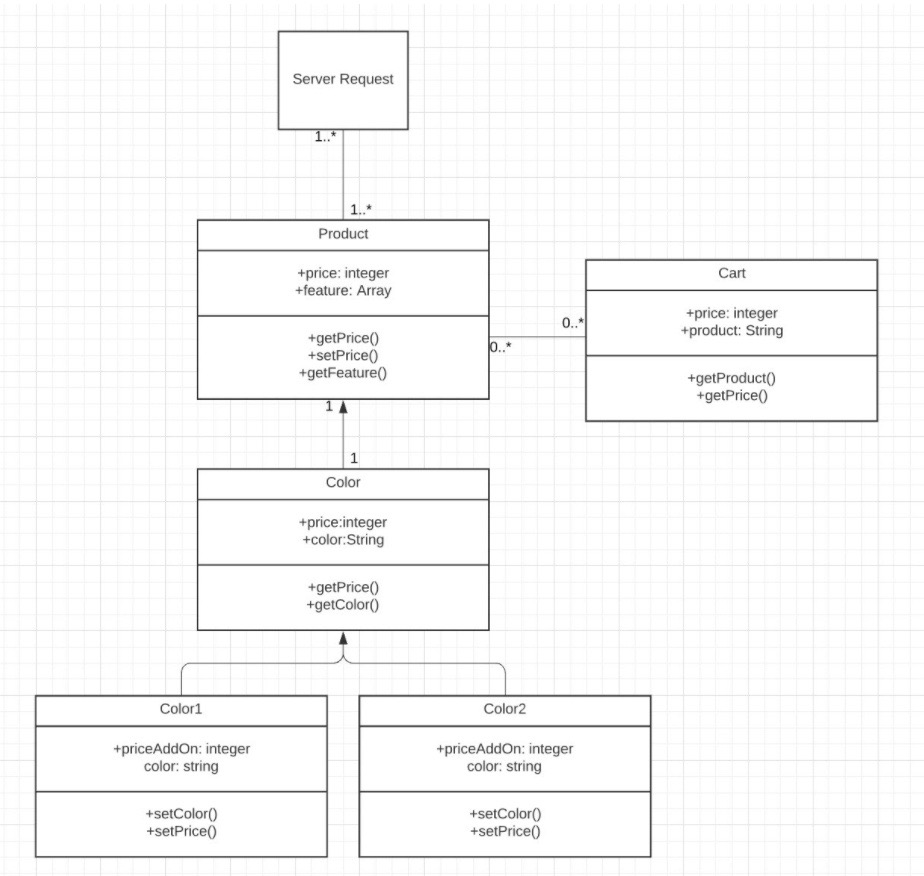 Server Request
1..*
1..*
Product
+price: integer
+feature: Array
+getPrice()
+setPrice()
+getFeature()
0..*
0..*
Cart
+price: integer
+product: String
+getProduct()
+getPrice()
1
1
Color
+price:integer
+color:String
+getPrice()
+getColor()
Color1
+priceAddOn: integer
color: string
+setColor()
+setPrice()
Color2
+priceAddOn: integer
color: string
+setColor()
+setPrice()